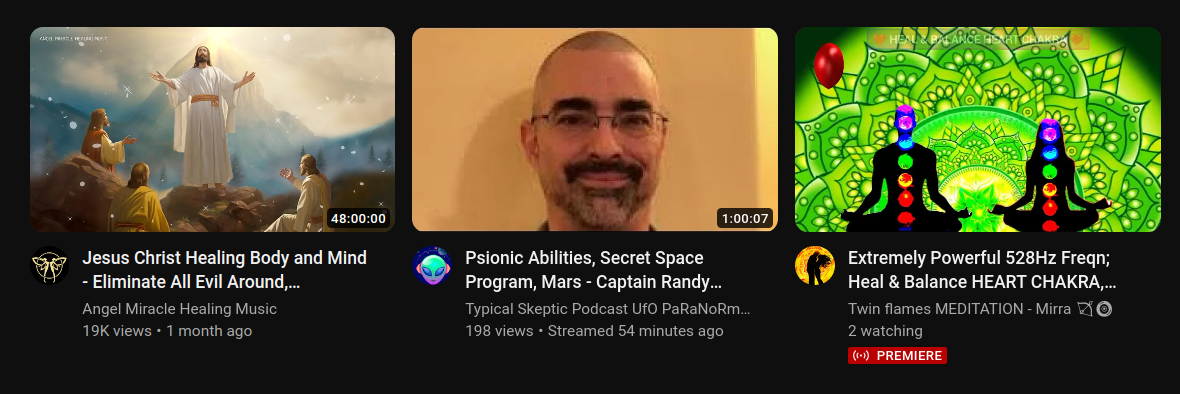 ANGEL MIRACLE HEALING MUSIC
48:00:00
Jesus Christ Healing Body and Mind
- Eliminate All Evil Around,...
Angel Miracle Healing Music
19K views • 1 month ago
1:00:07
Psionic Abilities, Secret Space
Program, Mars - Captain Randy...
Typical Skeptic Podcast UfO PaRaNoRm...
198 views • Streamed 54 minutes ago
HEAL & BALANCE HEART CHAKRA
Extremely Powerful 528Hz Freqn;
Heal & Balance HEART CHAKRA,...
Twin flames MEDITATION - Mirra
2 watching
PREMIERE